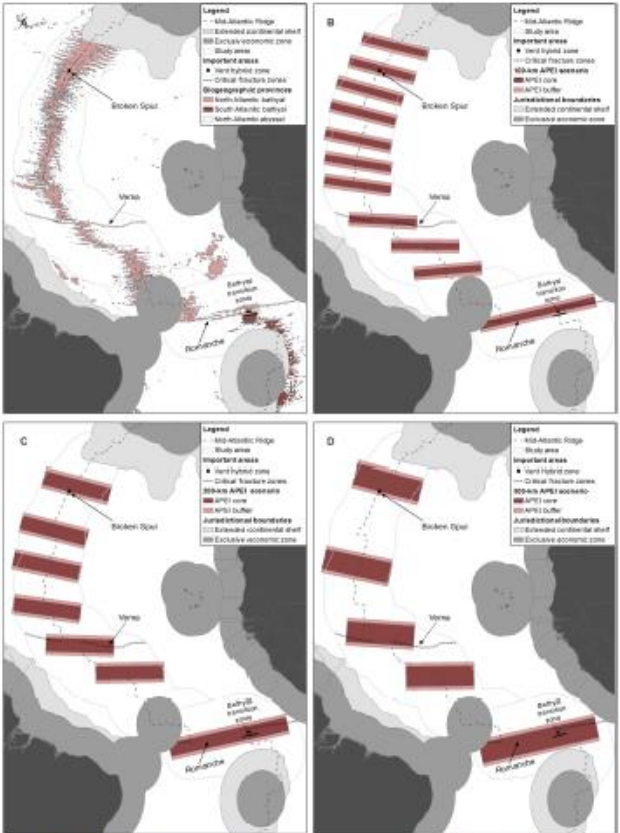 A
Legend
Mid-Atlantic Ridge
Extended continental shelf
Exclusive economic zone
Study area
Important areas
Vent hybrid zone
Critical fracture zones
Biogeographic provinces
North Atlantic bathyal
South Atlantic bathyal
North Atlantic abyssal
Broken Spur
Vema
Bathyal
transition
zone
Romanche
B
Legend
Mid-Atlantic Ridge
Study area
Important areas
Vent hybrid zone
Critical fracture zones
100-km APEI scenario
APEI core
APEI buffer
Jurisdictional boundaries
Extended continental shelf
Exclusive economic zone
Broken Spur
Vema
Bathyal
transition
zone
Romanche
C
Legend
Mid-Atlantic Ridge
Study area
Important areas
Vent hybrid zone
Critical fracture zones
200-km APEI scenario
APEI core
APEI buffer
Jurisdictional boundaries
Extended continental shelf
Exclusive economic zone
Broken Spur
Vema
Bathyal
transition
zone
Romanche
D
Legend
Mid-Atlantic Ridge
Study area
Important areas
Vent Hybrid zone
Critical fracture zones
APEI scenario
APEI core
APEI buffer
Jurisdictional boundaries
Extended continental shelf
Exclusive economic zone
Broken Spur
Vema
Bathyal
transition
zone
Romanche